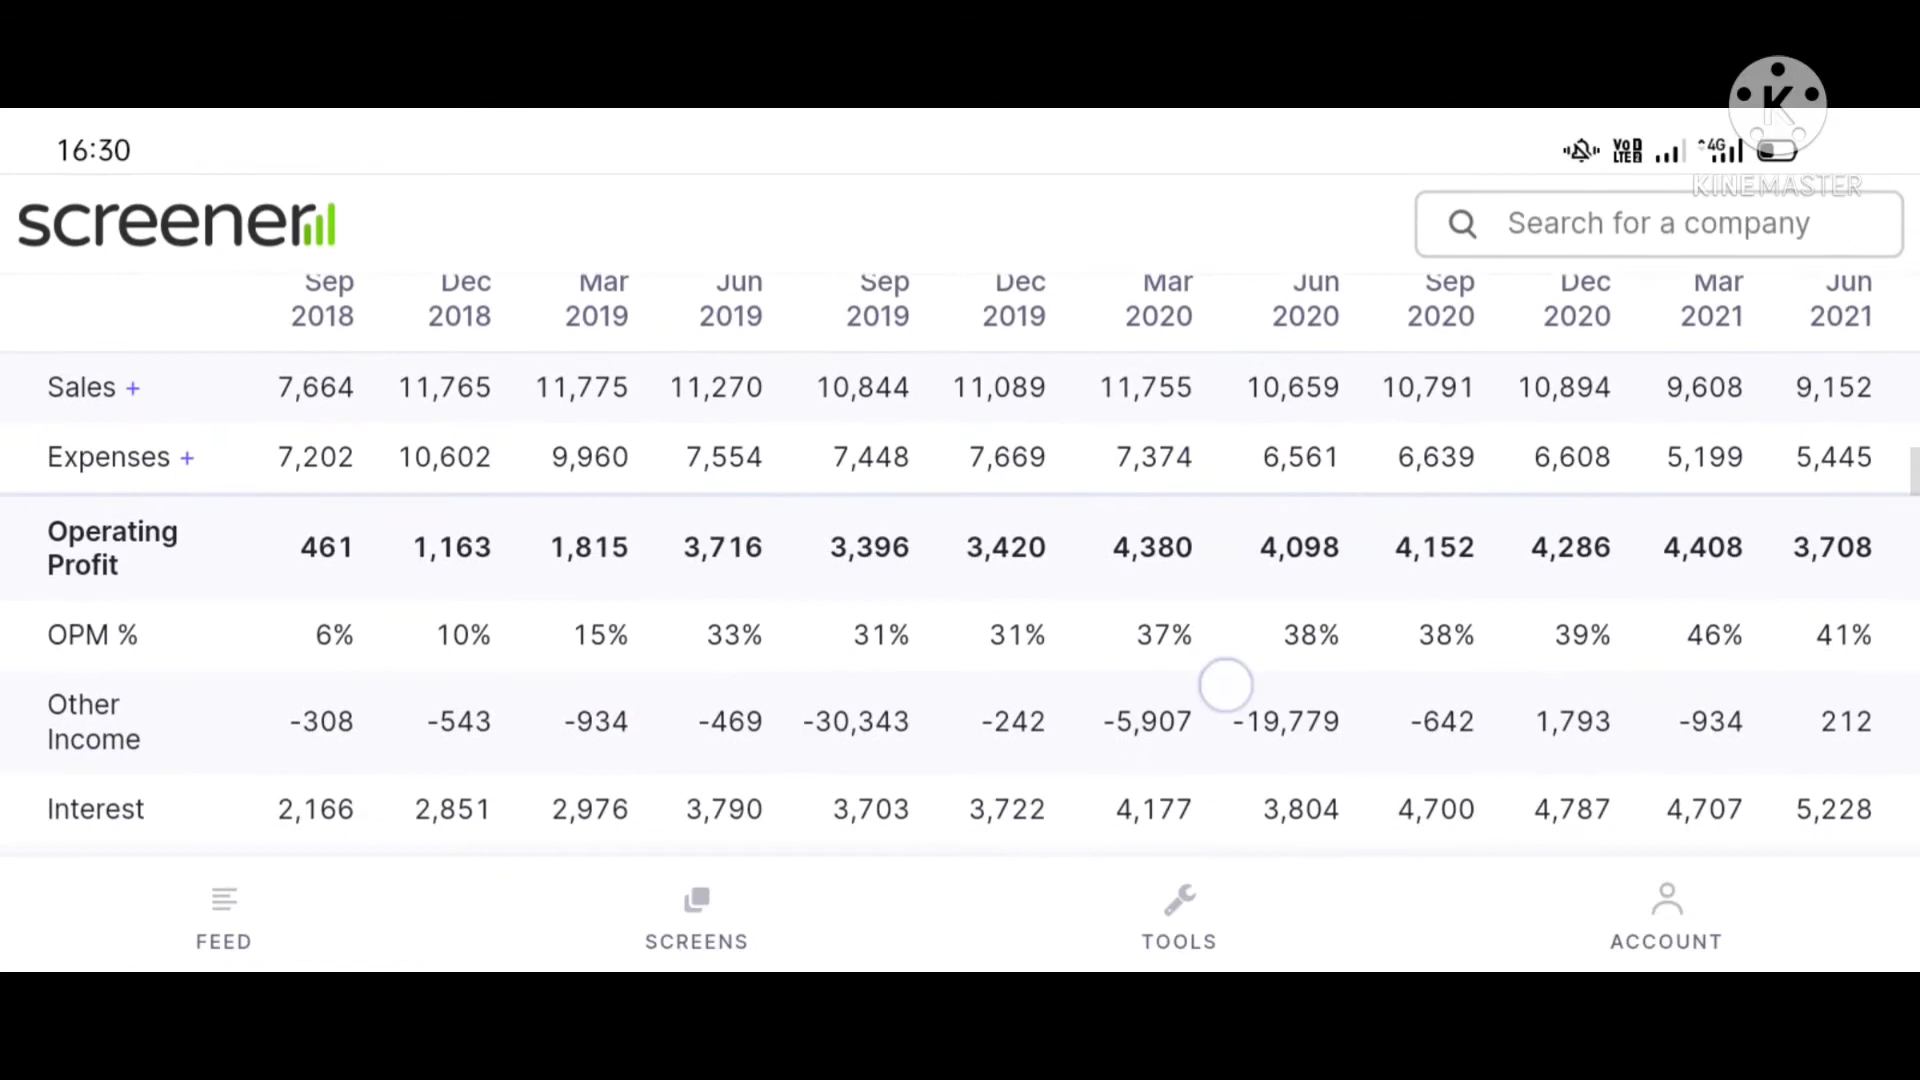 K
16:30
Vo D
LTE 2
4G
KINEMASTER
screener
Search for a company
Sep Dec Mar Jun Sep Dec Mar Jun Sep Dec Mar Jun
2018 2018 2019 2019 2019 2019 2020 2020 2020 2020 2021 2021
Sales + 7,664 11,765 11,775 11,270 10,844 11,089 11,755 10,659 10,791 10,894 9,608 9,152
Expenses + 7,202 10,602 9,960 7,554 7,448 7,669 7,374 6,561 6,639 6,608 5,199 5,445
Operating
Profit 461 1,163 1,815 3,716 3,396 3,420 4,380 4,098 4,152 4,286 4,408 3,708
OPM % 6% 10% 15% 33% 31% 31% 37% 38% 38% 39% 46% 41%
Other
Income -308 -543 -934 -469 -30,343 -242 -5,907 -19,779 -642 1,793 -934 212
Interest 2,166 2,851 2,976 3,790 3,703 3,722 4,177 3,804 4,700 4,787 4,707 5,228
FEED SCREENS TOOLS ACCOUNT